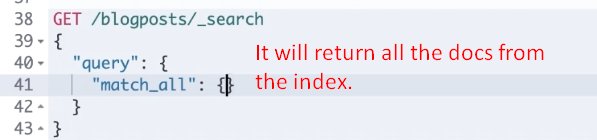 38 GET /blogposts/_search
39 {
40 "query": {
41 "match_all": {}
42 }
43 }
It will return all the docs from
the index.